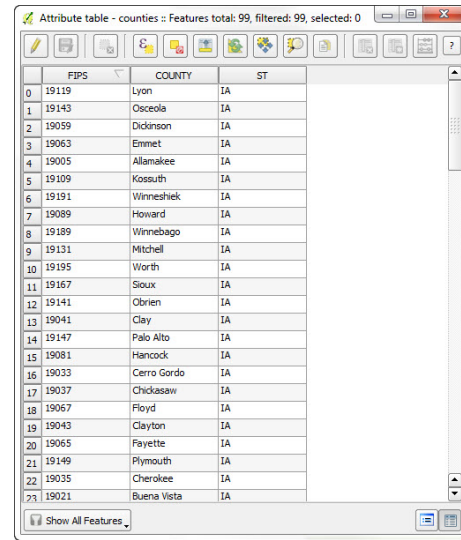 Attribute table - counties :: Features total: 99, filtered: 99, selected: 0
ε
?
FIPS COUNTY ST
0 19119 Lyon IA
1 19143 Osceola IA
2 19059 Dickinson IA
3 19063 Emmet IA
4 19005 Allamakee IA
5 19109 Kossuth IA
6 19191 Winneshiek IA
7 19089 Howard IA
8 19189 Winnebago IA
9 19131 Mitchell IA
10 19195 Worth IA
11 19167 Sioux IA
12 19141 Obrien IA
13 19041 Clay IA
14 19147 Palo Alto IA
15 19081 Hancock IA
16 19033 Cerro Gordo IA
17 19037 Chickasaw IA
18 19067 Floyd IA
19 19043 Clayton IA
20 19065 Fayette IA
21 19149 Plymouth IA
22 19035 Cherokee IA
23 19021 Buena Vista IA
Show All Features